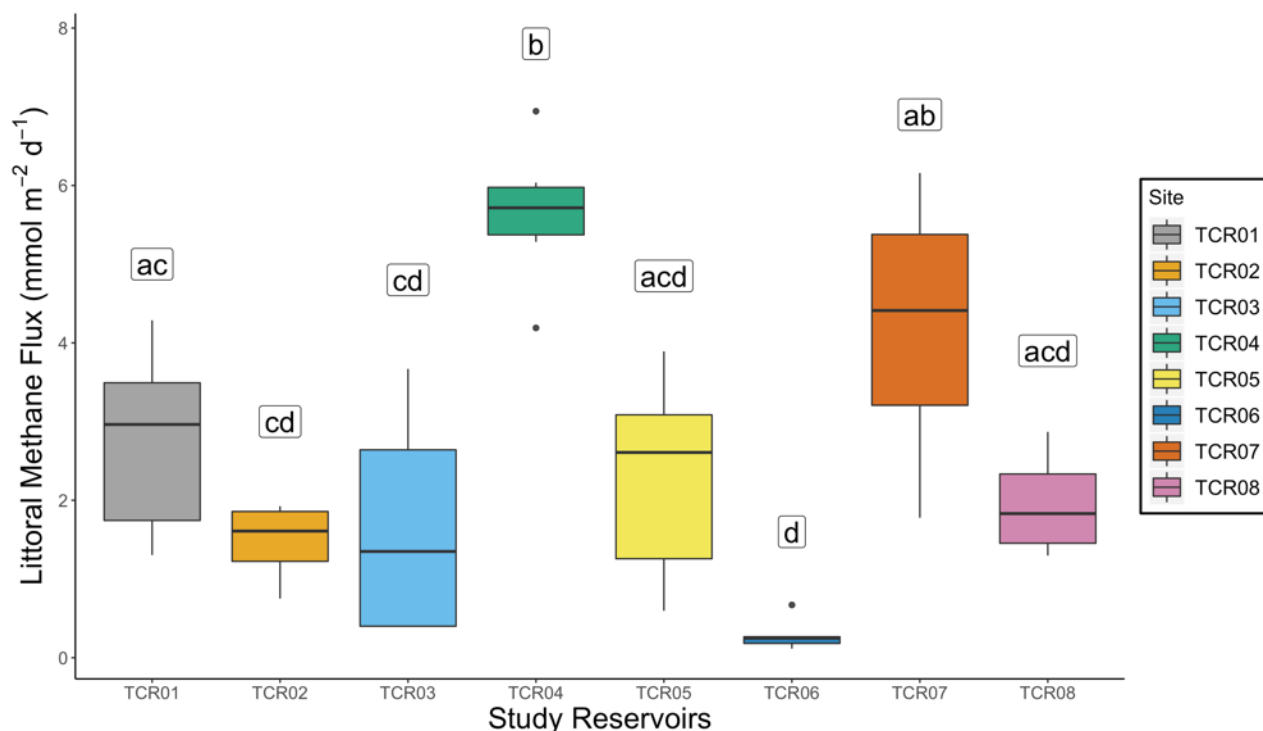 Littoral Methane Flux (mmol m⁻² d⁻¹)
8
6
4
2
0
ac
cd
cd
b
acd
d
ab
acd
TCR01 TCR02 TCR03 TCR04 TCR05 TCR06 TCR07 TCR08
Study Reservoirs
Site
TCR01
TCR02
TCR03
TCR04
TCR05
TCR06
TCR07
TCR08